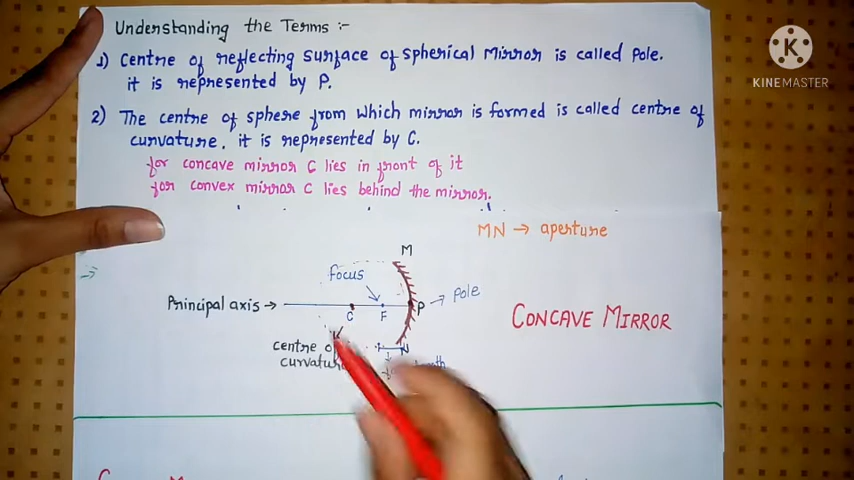 Understanding the Terms :-
1) Centre of reflecting surface of spherical mirror is called pole.
it is represented by P.
2) The centre of sphere from which mirror is formed is called centre of
curvature. it is represented by C.
for concave mirror C lies in front of it
for convex mirror C lies behind the mirror.
MN → aperture
M
focus
Principal axis →
C
F
P → Pole
CONCAVE MIRROR
centre of
curvature
N
K
KINEMASTER